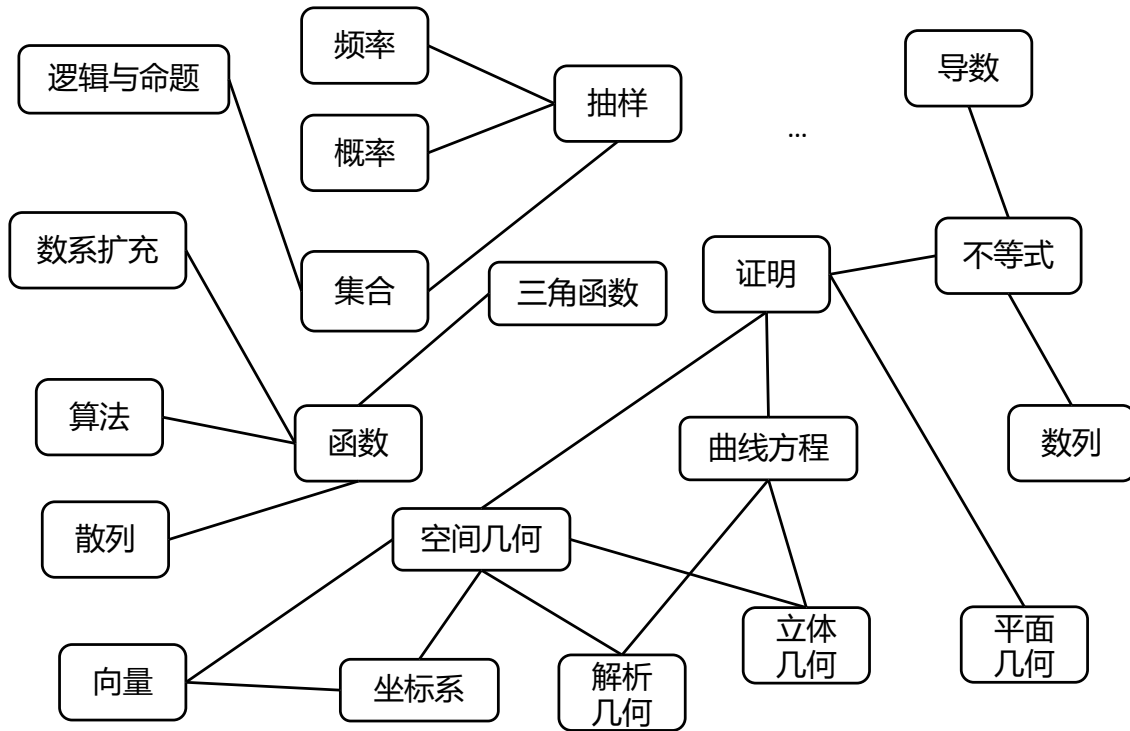 频率
逻辑与命题
导数
抽样
...
概率
数系扩充
不等式
证明
集合
三角函数
算法
函数
曲线方程
数列
散列
空间几何
立体
几何
平面
几何
向量
坐标系
解析
几何